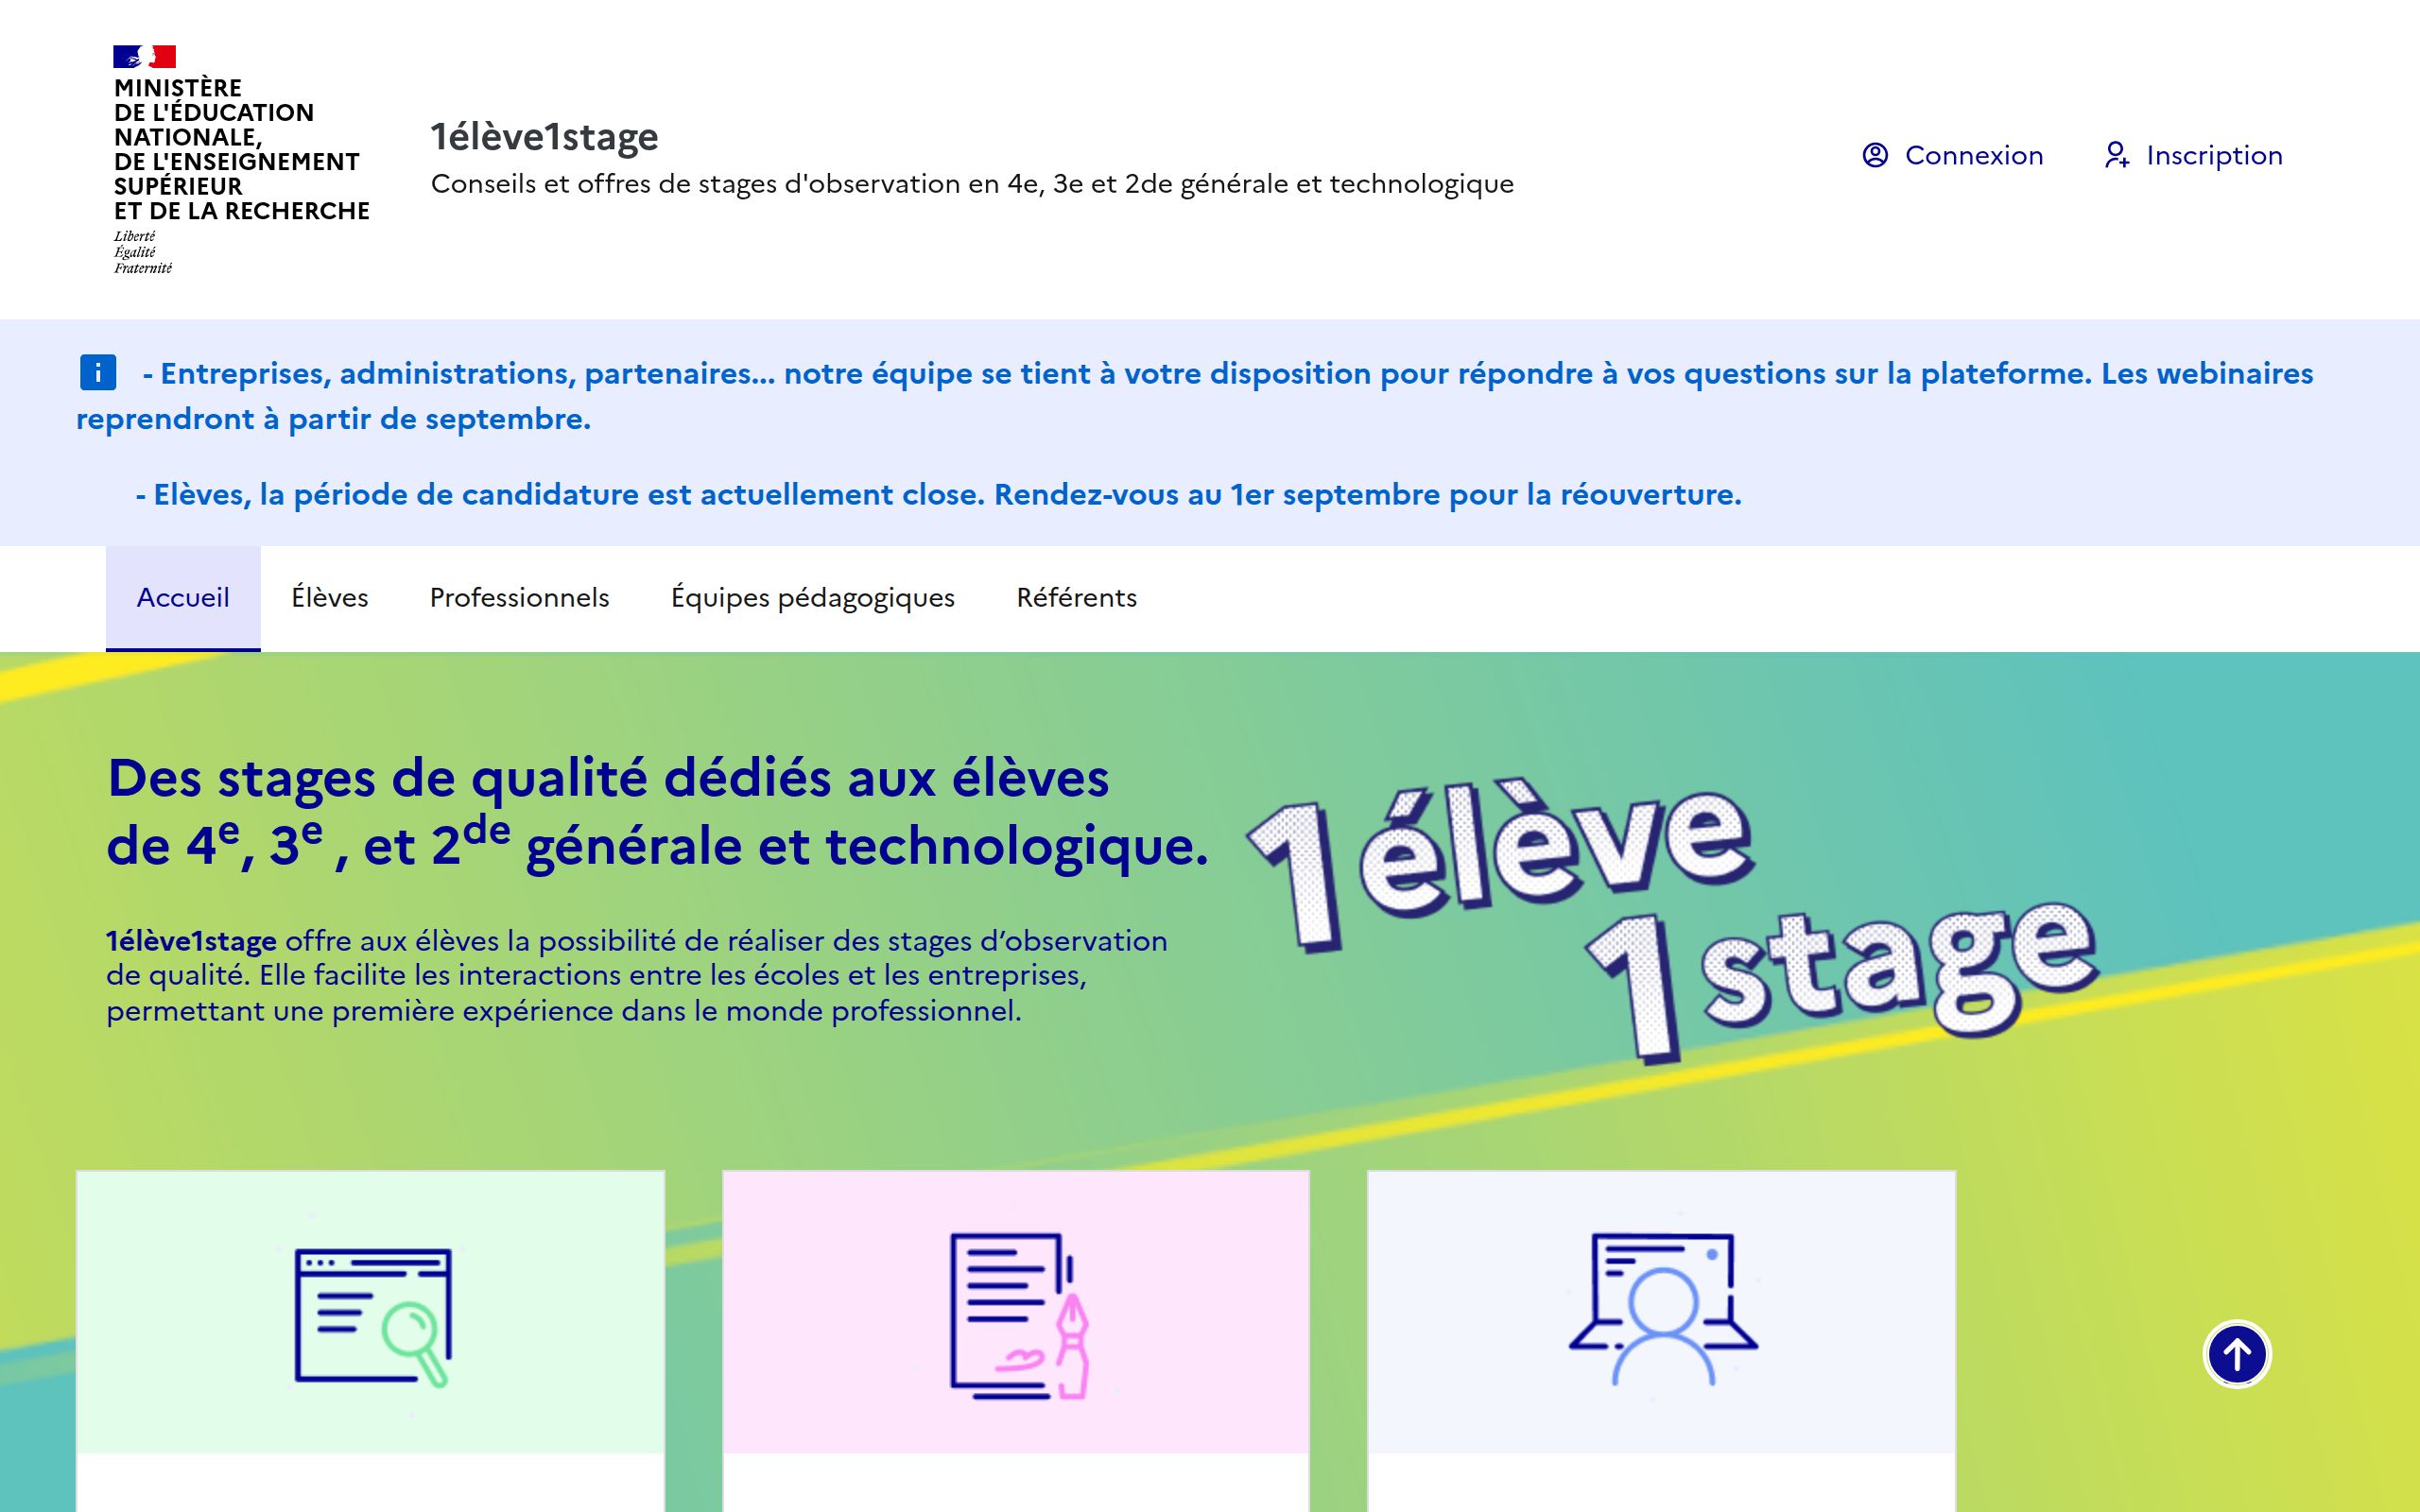 MINISTÈRE
DE L'ÉDUCATION
NATIONALE,
DE L'ENSEIGNEMENT
SUPÉRIEUR
ET DE LA RECHERCHE
Liberté
Égalité
Fraternité
1élève1stage
Conseils et offres de stages d'observation en 4e, 3e et 2de générale et technologique
Connexion
Inscription
- Entreprises, administrations, partenaires... notre équipe se tient à votre disposition pour répondre à vos questions sur la plateforme. Les webinaires
reprendront à partir de septembre.
- Elèves, la période de candidature est actuellement close. Rendez-vous au 1er septembre pour la réouverture.
Accueil
Élèves
Professionnels
Équipes pédagogiques
Référents
Des stages de qualité dédiés aux élèves
de 4e, 3e , et 2de générale et technologique.
1élève1stage offre aux élèves la possibilité de réaliser des stages d’observation
de qualité. Elle facilite les interactions entre les écoles et les entreprises,
permettant une première expérience dans le monde professionnel.
1 élève
1 stage